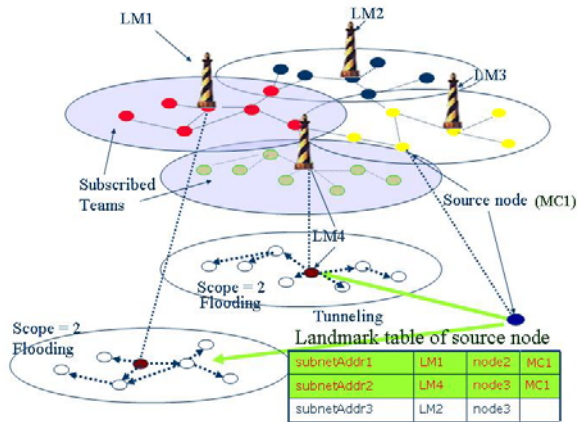 LM1
LM2
LM3
Subscribed
Teams
Source node (MC1)
LM4
Scope = 2
Flooding
Tunneling
Scope = 2
Flooding
Landmark table of source node
subnetAddr1 LM1 node2 MC1
subnetAddr2 LM4 node3 MC1
subnetAddr3 LM2 node3